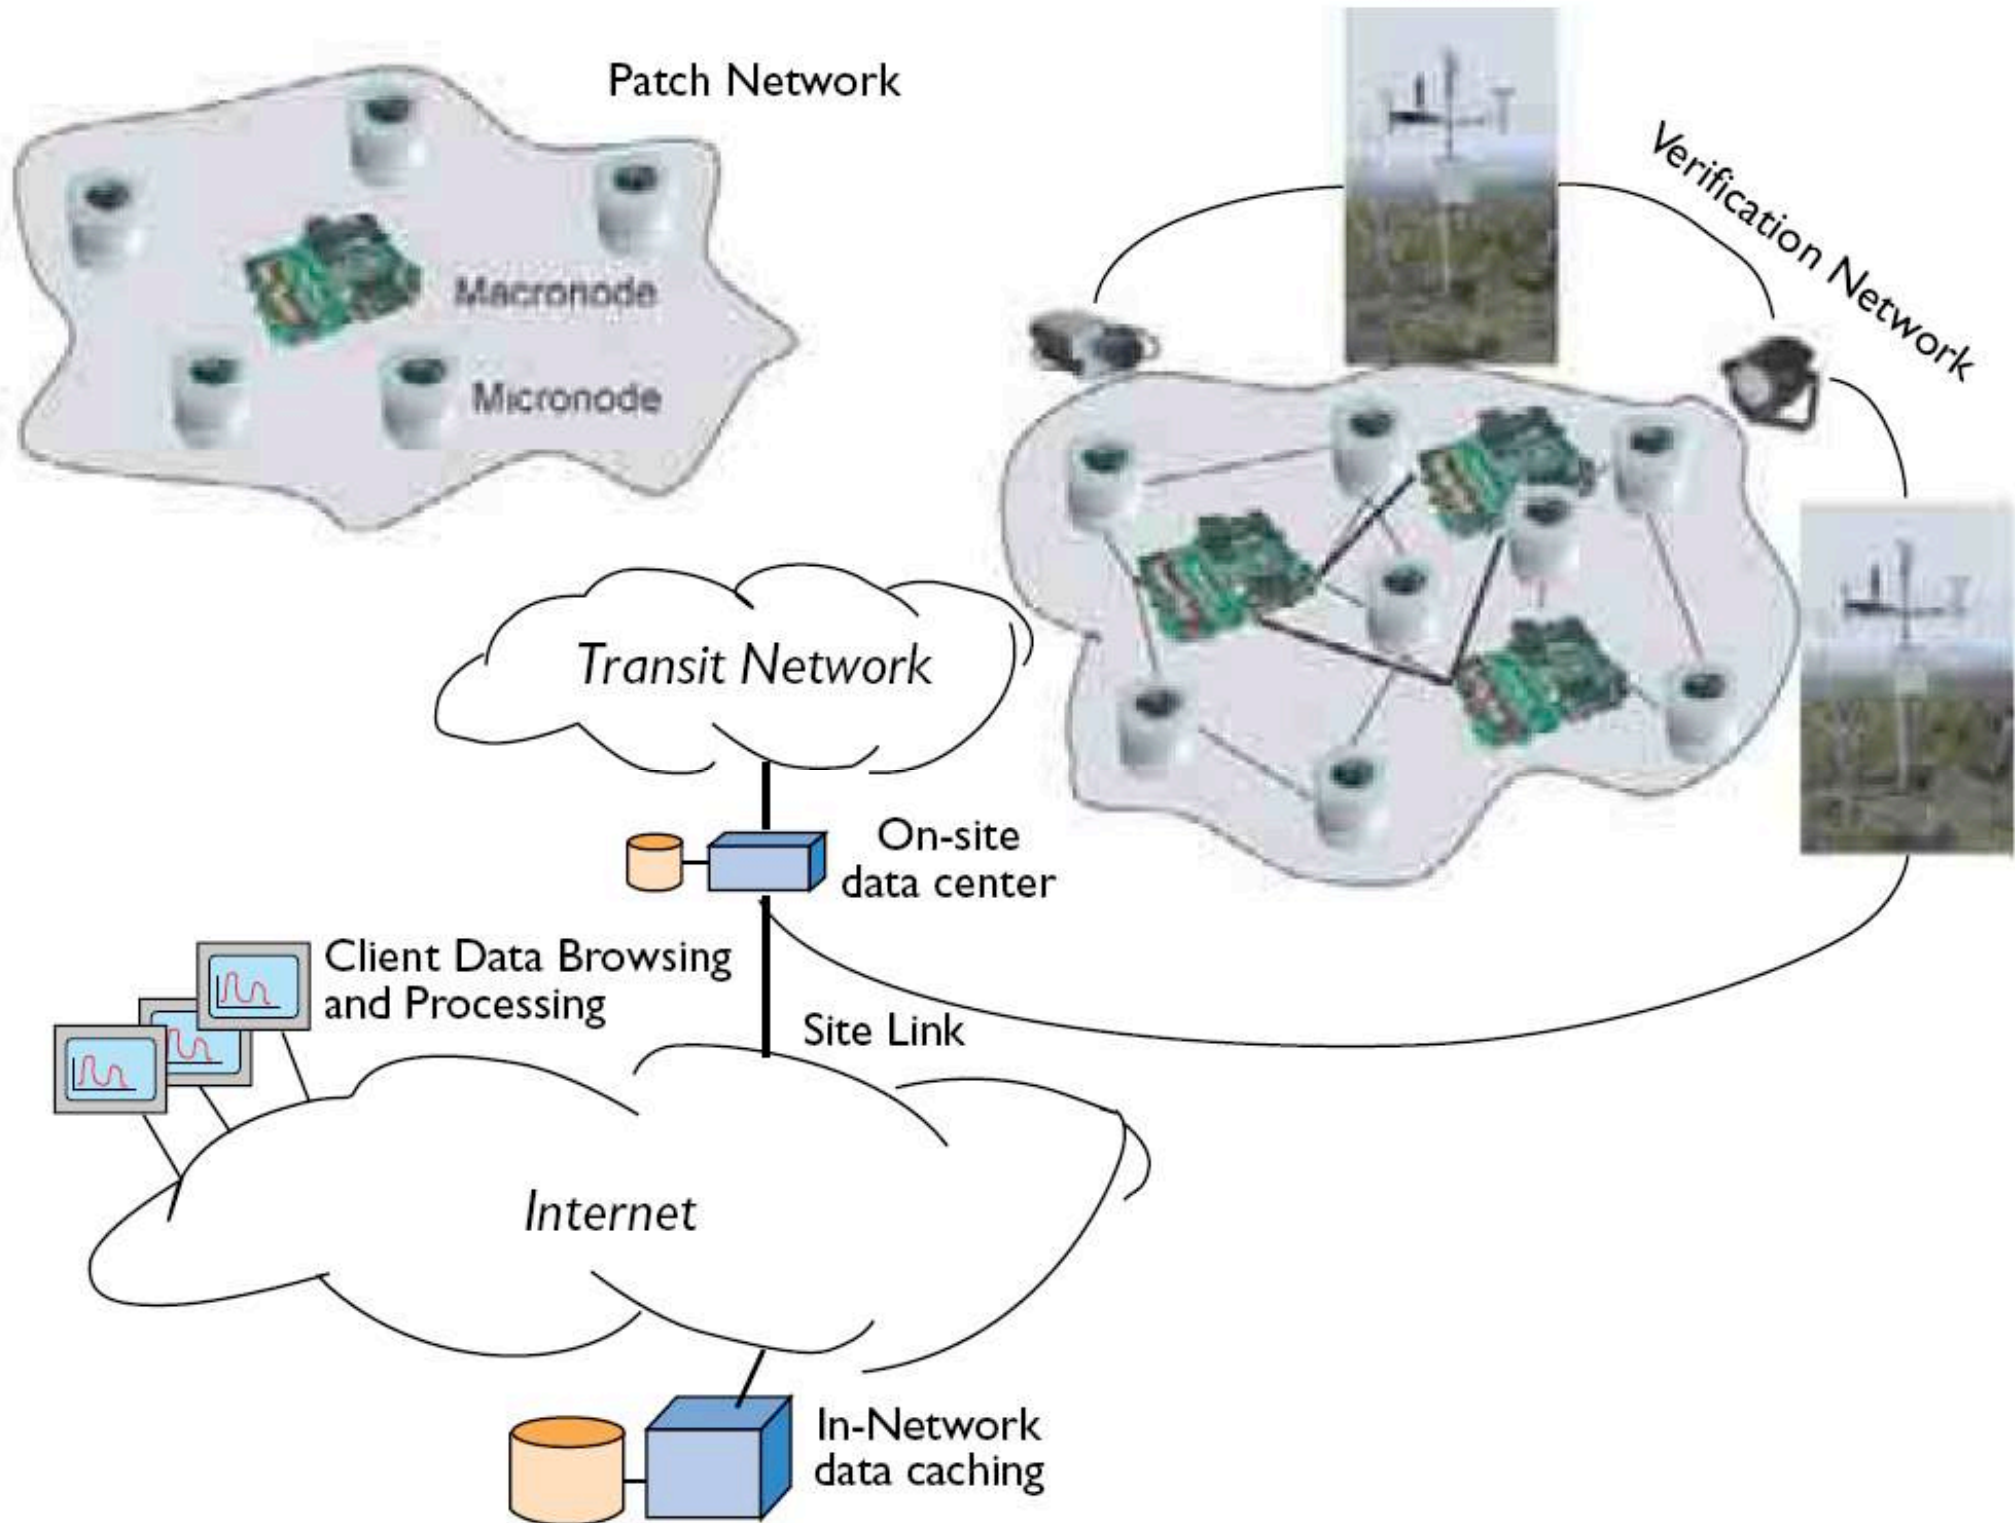 Patch Network
Verification Network
Macronode
Micronode
Transit Network
On-site
data center
Client Data Browsing
and Processing
Site Link
Internet
In-Network
data caching